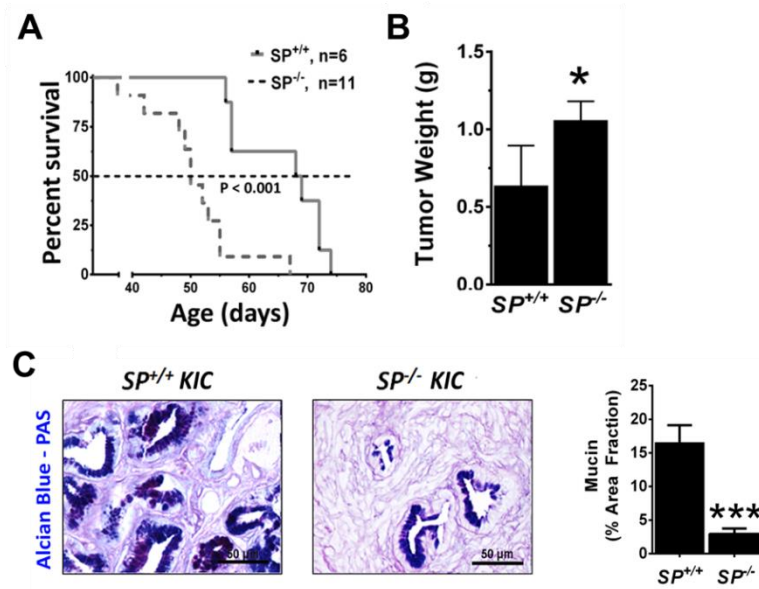 A
SP+/+, n=6
SP-/-, n=11
100
75
50
25
0
Percent survival
P < 0.001
40
50
60
70
80
Age (days)
B
1.5
1.0
0.5
0.0
Tumor Weight (g)
*
SP+/+
SP-/-
C
SP+/+ KIC
SP-/- KIC
Alcian Blue - PAS
50 µm
50 µm
25
20
15
10
5
0
Mucin
(% Area Fraction)
***
SP+/+
SP-/-